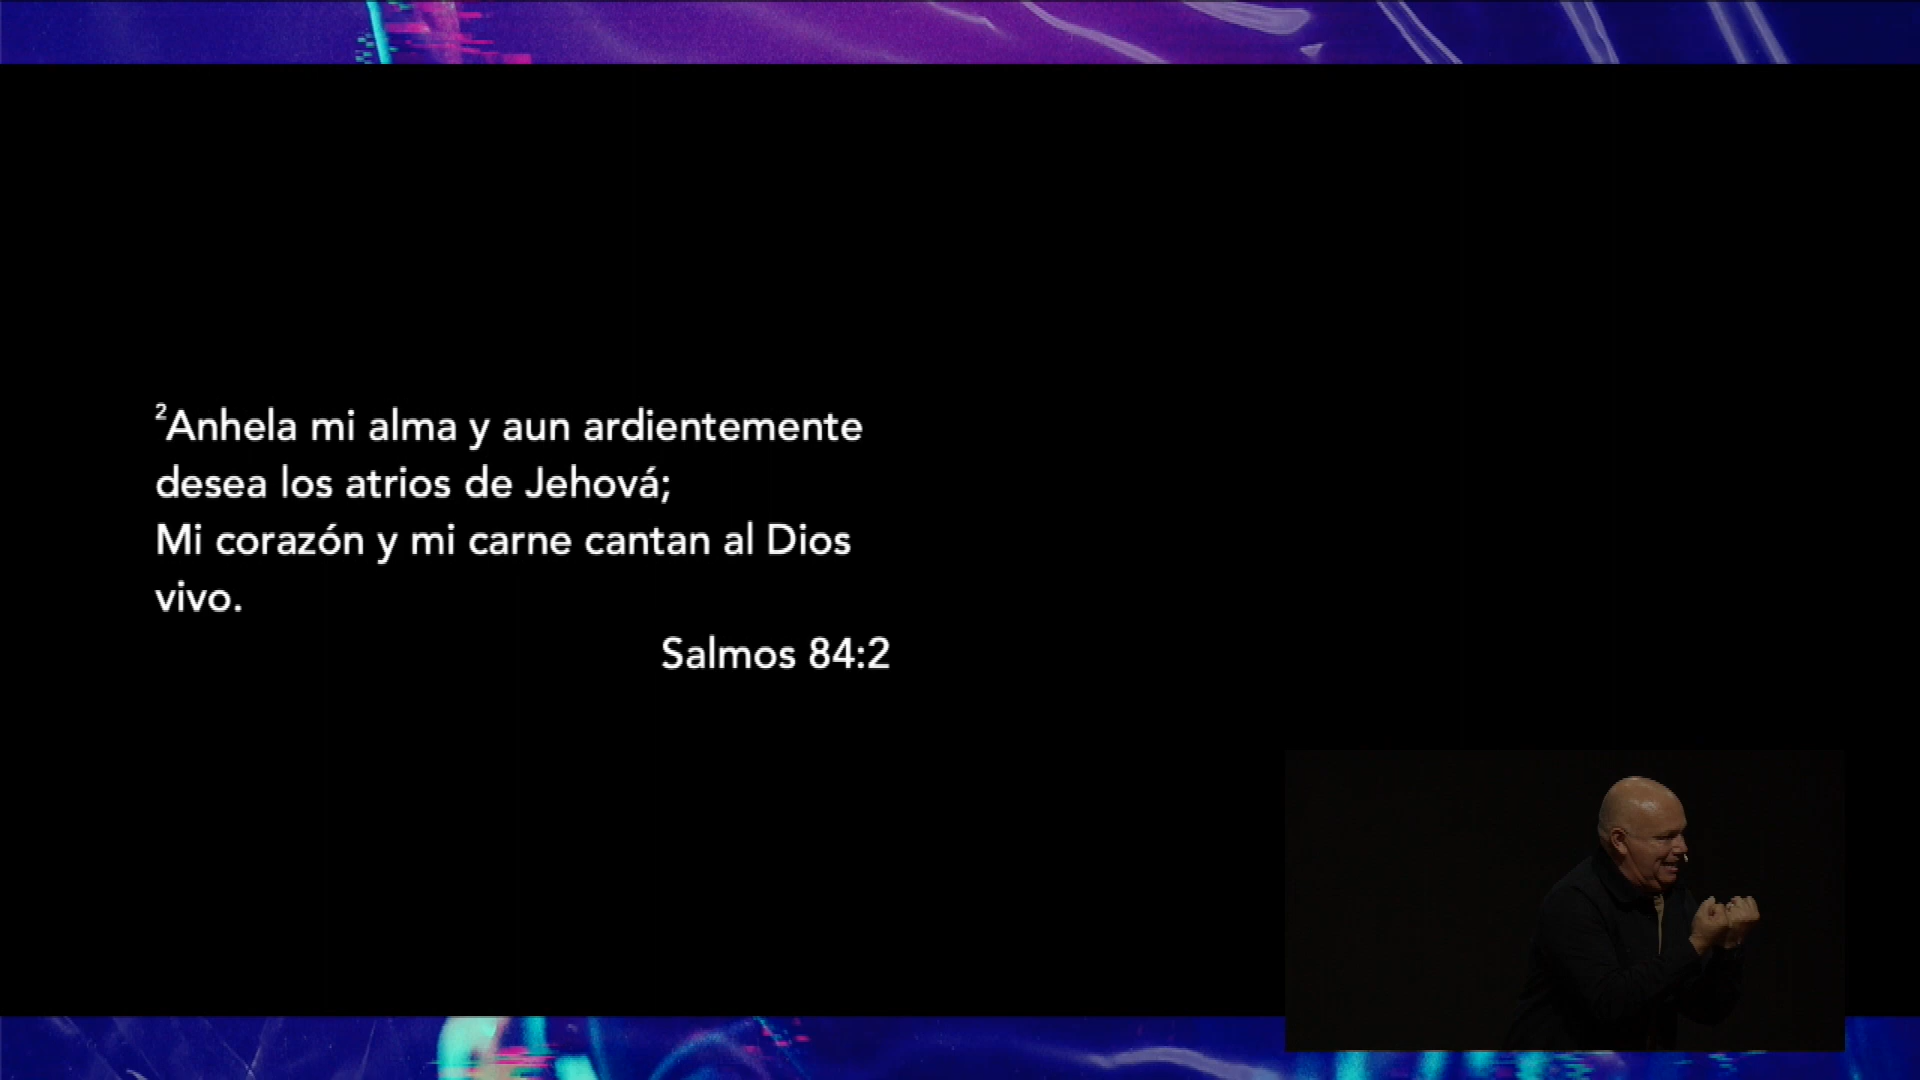 ²Anhela mi alma y aun ardientemente
desea los atrios de Jehová;
Mi corazón y mi carne cantan al Dios
vivo.
Salmos 84:2